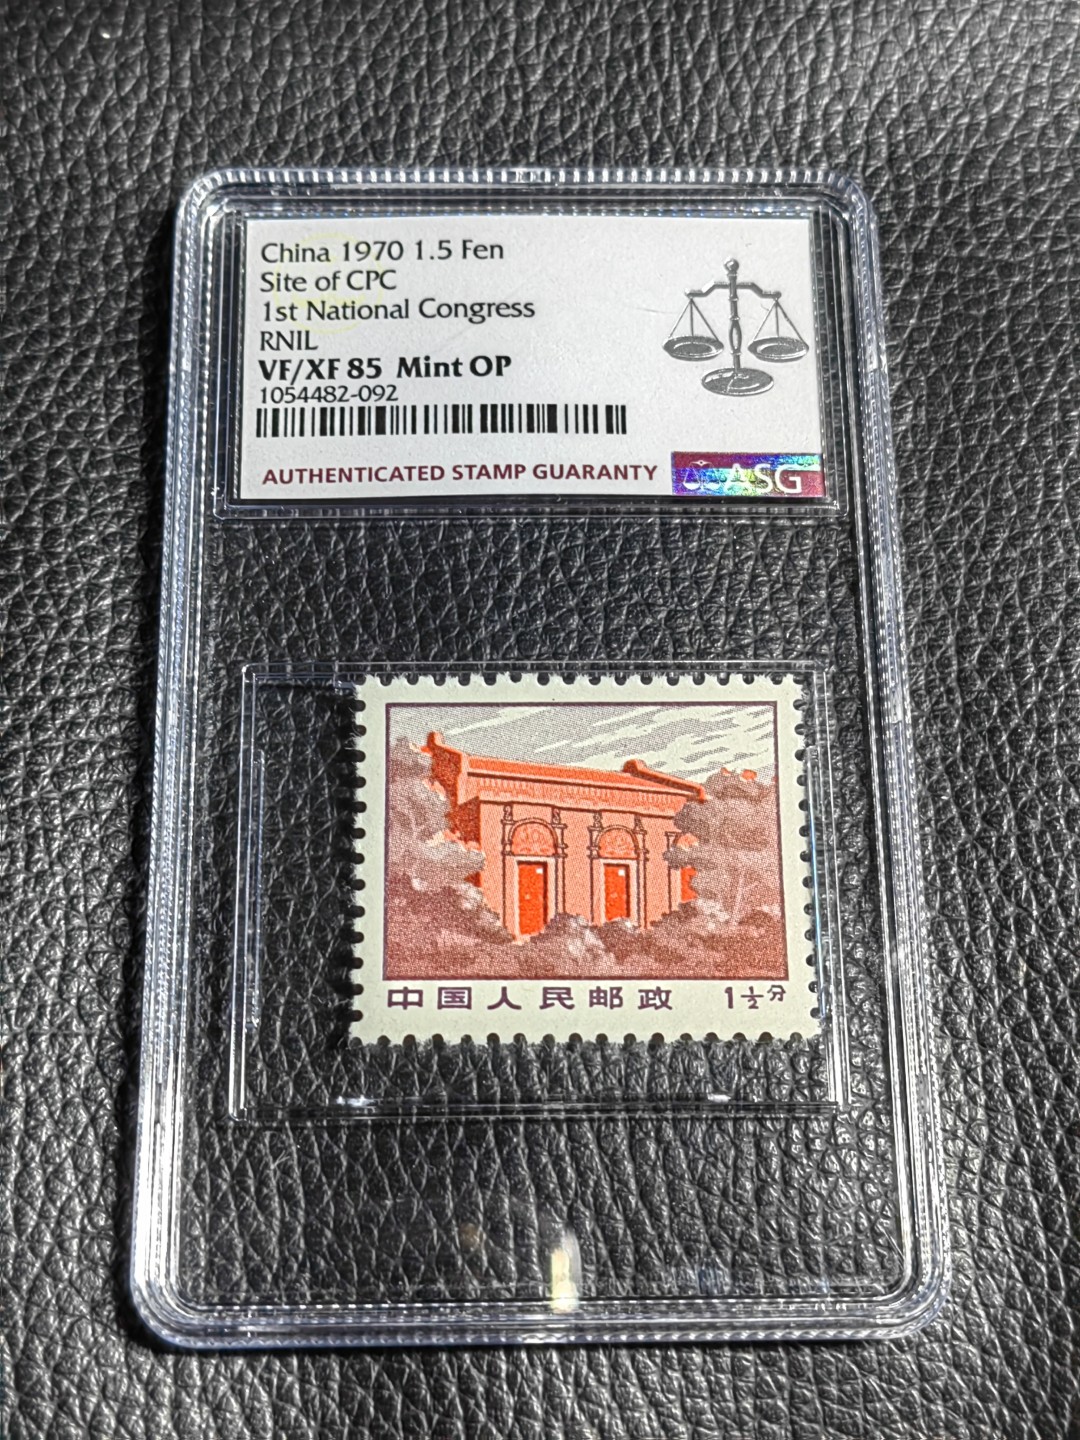 China 1970 1.5 Fen
Site of CPC
1st National Congress
RNIL
VF/XF 85 Mint OP
1054482-092
AUTHENTICATED STAMP GUARANTY ASG
中国人民邮政 1½分